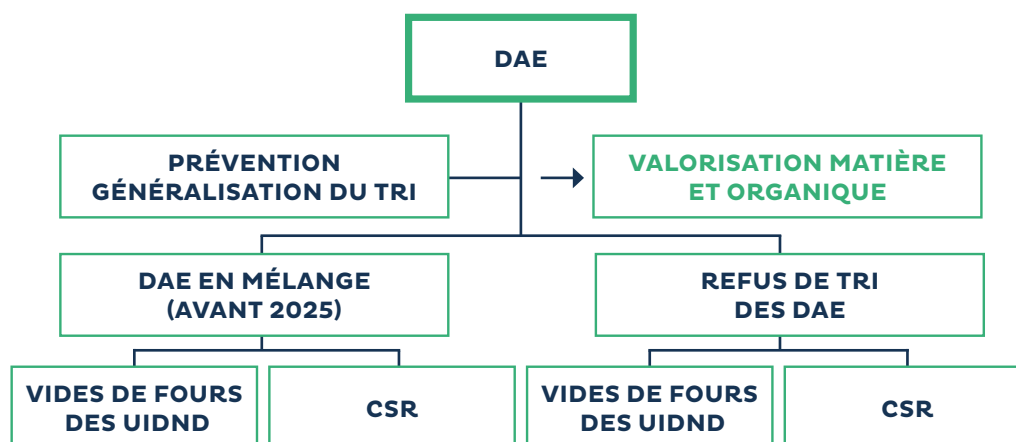 DAE
PRÉVENTION
GÉNÉRALISATION DU TRI
VALORISATION MATIÈRE
ET ORGANIQUE
DAE EN MÉLANGE
(AVANT 2025)
REFUS DE TRI
DES DAE
VIDES DE FOURS
DES UIDND
CSR
VIDES DE FOURS
DES UIDND
CSR